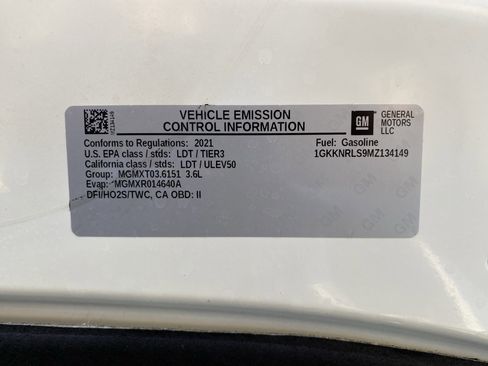 VEHICLE EMISSION
CONTROL INFORMATION
GM
GENERAL
MOTORS
LLC
Conforms to Regulations: 2021
U.S. EPA class / stds: LDT / TIER3
California class / stds: LDT / ULEV50
Group: MGMXT03.6151 3.6L
Evap: MGMXR014640A
DFI/HO2S/TWC, CA OBD: II
Fuel: Gasoline
1GKKNRLS9MZ134149